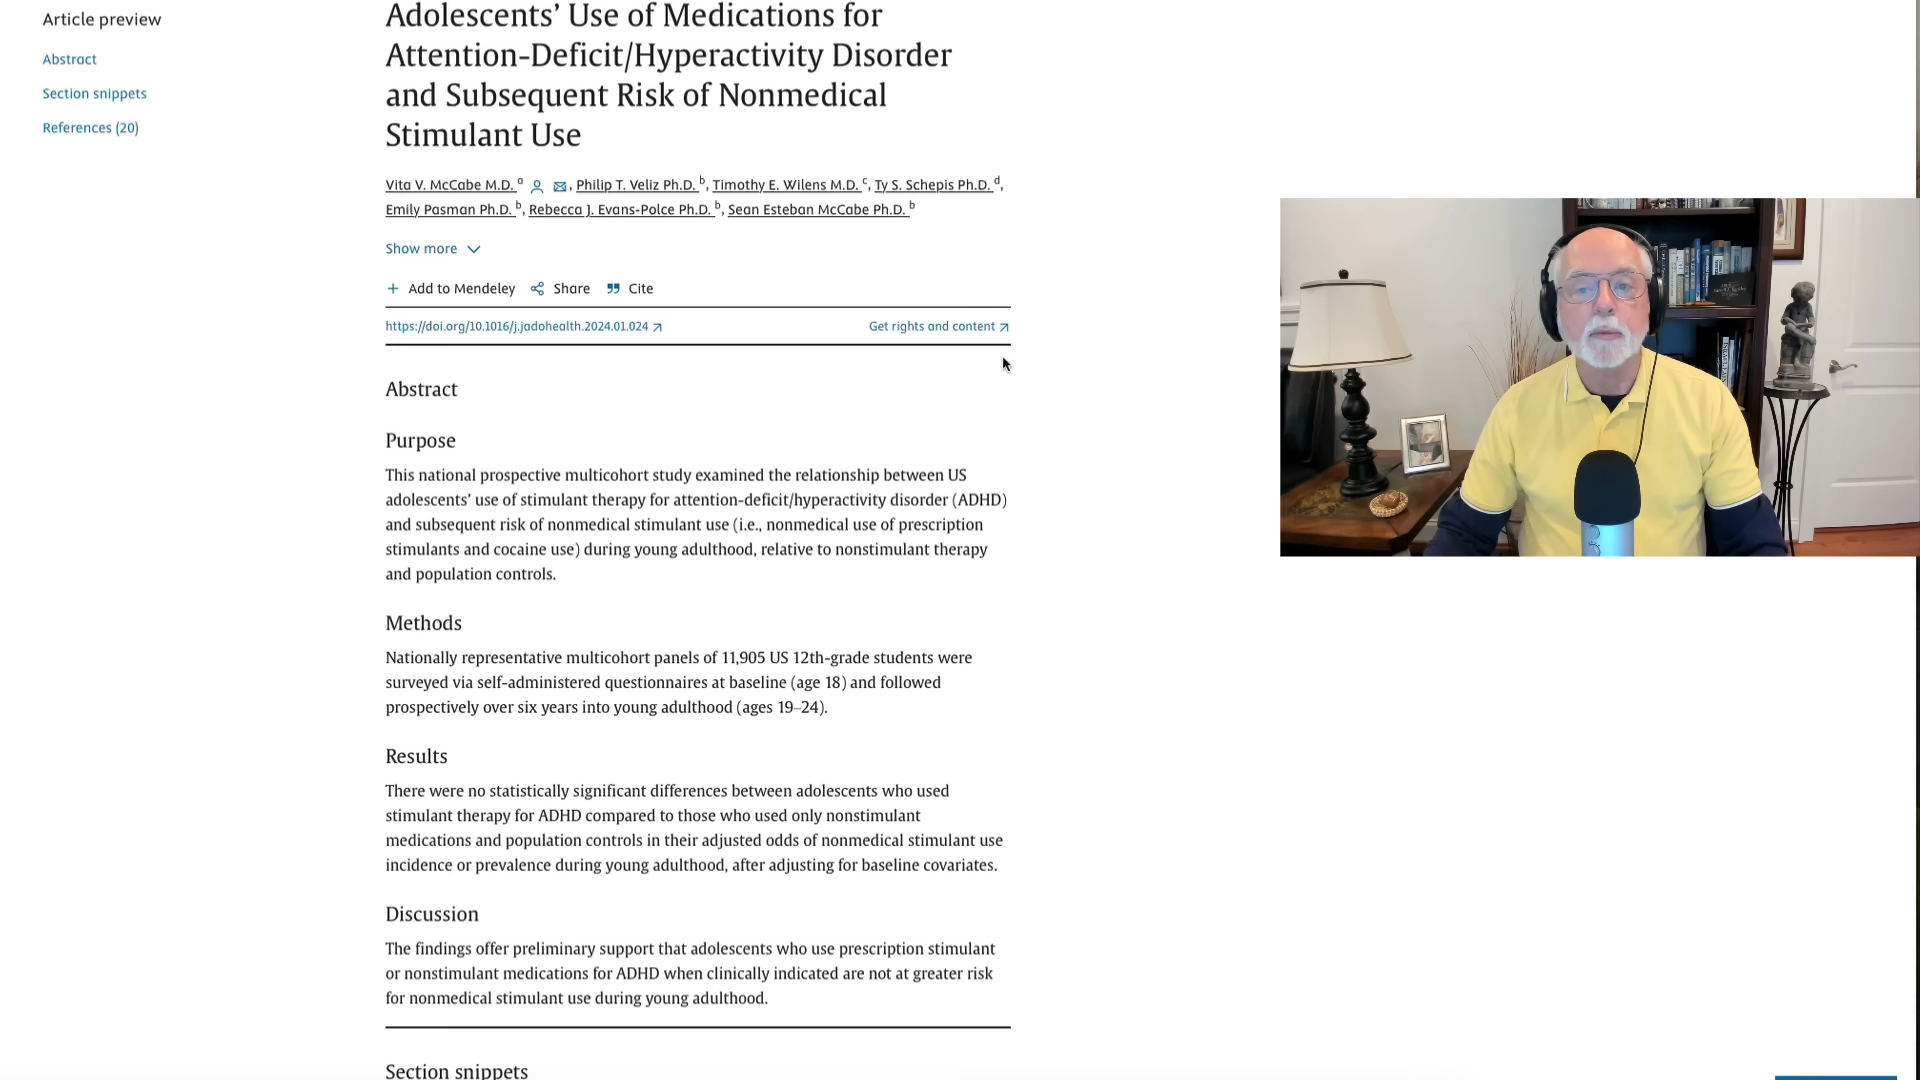 Article preview
Abstract
Section snippets
References (20)
Adolescents’ Use of Medications for
Attention-Deficit/Hyperactivity Disorder
and Subsequent Risk of Nonmedical
Stimulant Use
Vita V. McCabe M.D. a , Philip T. Veliz Ph.D. b, Timothy E. Wilens M.D. c, Ty S. Schepis Ph.D. d,
Emily Pasman Ph.D. b, Rebecca J. Evans-Polce Ph.D. b, Sean Esteban McCabe Ph.D. b
Show more
Add to Mendeley Share Cite
https://doi.org/10.1016/j.jadohealth.2024.01.024 Get rights and content
Abstract
Purpose
This national prospective multicohort study examined the relationship between US
adolescents’ use of stimulant therapy for attention-deficit/hyperactivity disorder (ADHD)
and subsequent risk of nonmedical stimulant use (i.e., nonmedical use of prescription
stimulants and cocaine use) during young adulthood, relative to nonstimulant therapy
and population controls.
Methods
Nationally representative multicohort panels of 11,905 US 12th-grade students were
surveyed via self-administered questionnaires at baseline (age 18) and followed
prospectively over six years into young adulthood (ages 19–24).
Results
There were no statistically significant differences between adolescents who used
stimulant therapy for ADHD compared to those who used only nonstimulant
medications and population controls in their adjusted odds of nonmedical stimulant use
incidence or prevalence during young adulthood, after adjusting for baseline covariates.
Discussion
The findings offer preliminary support that adolescents who use prescription stimulant
or nonstimulant medications for ADHD when clinically indicated are not at greater risk
for nonmedical stimulant use during young adulthood.
Section snippets